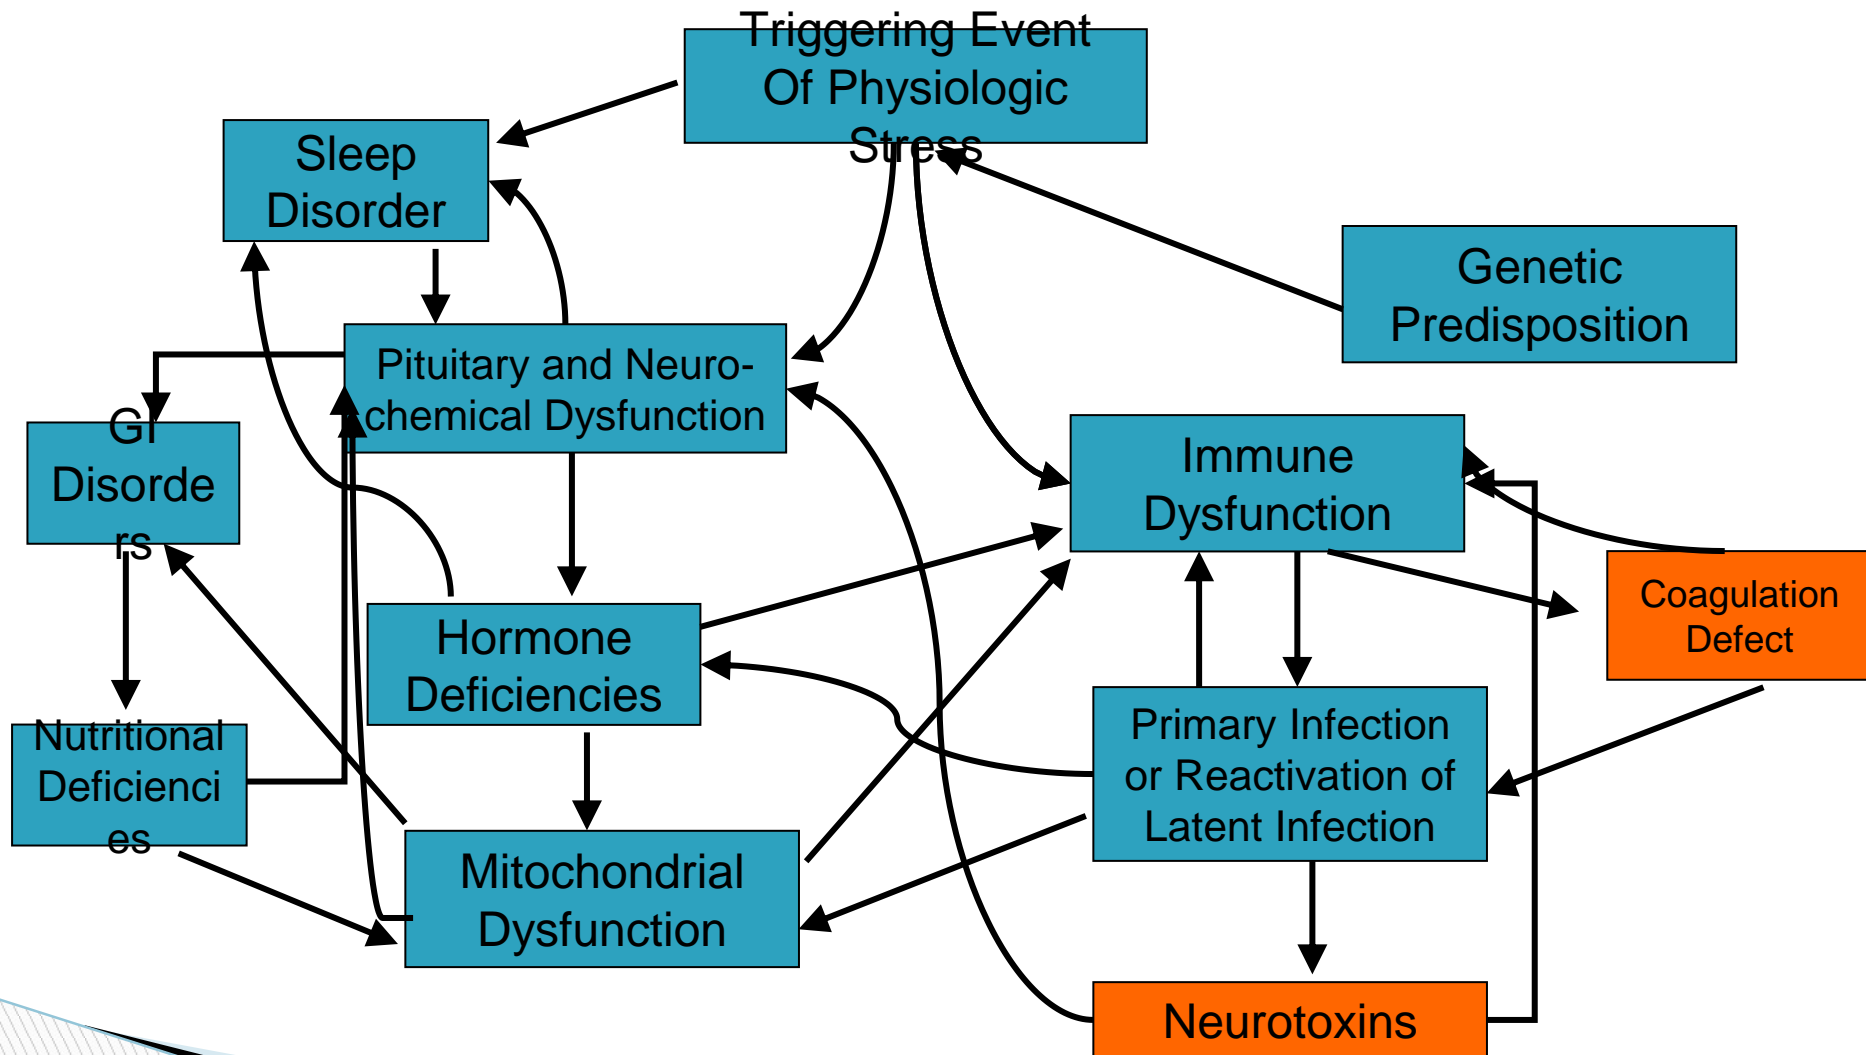 Triggering Event
Of Physiologic
Stress
Sleep
Disorder
Genetic
Predisposition
Pituitary and Neuro-
chemical Dysfunction
GI
Disorde
rs
Immune
Dysfunction
Coagulation
Defect
Hormone
Deficiencies
Primary Infection
or Reactivation of
Latent Infection
Nutritional
Deficienci
es
Mitochondrial
Dysfunction
Neurotoxins